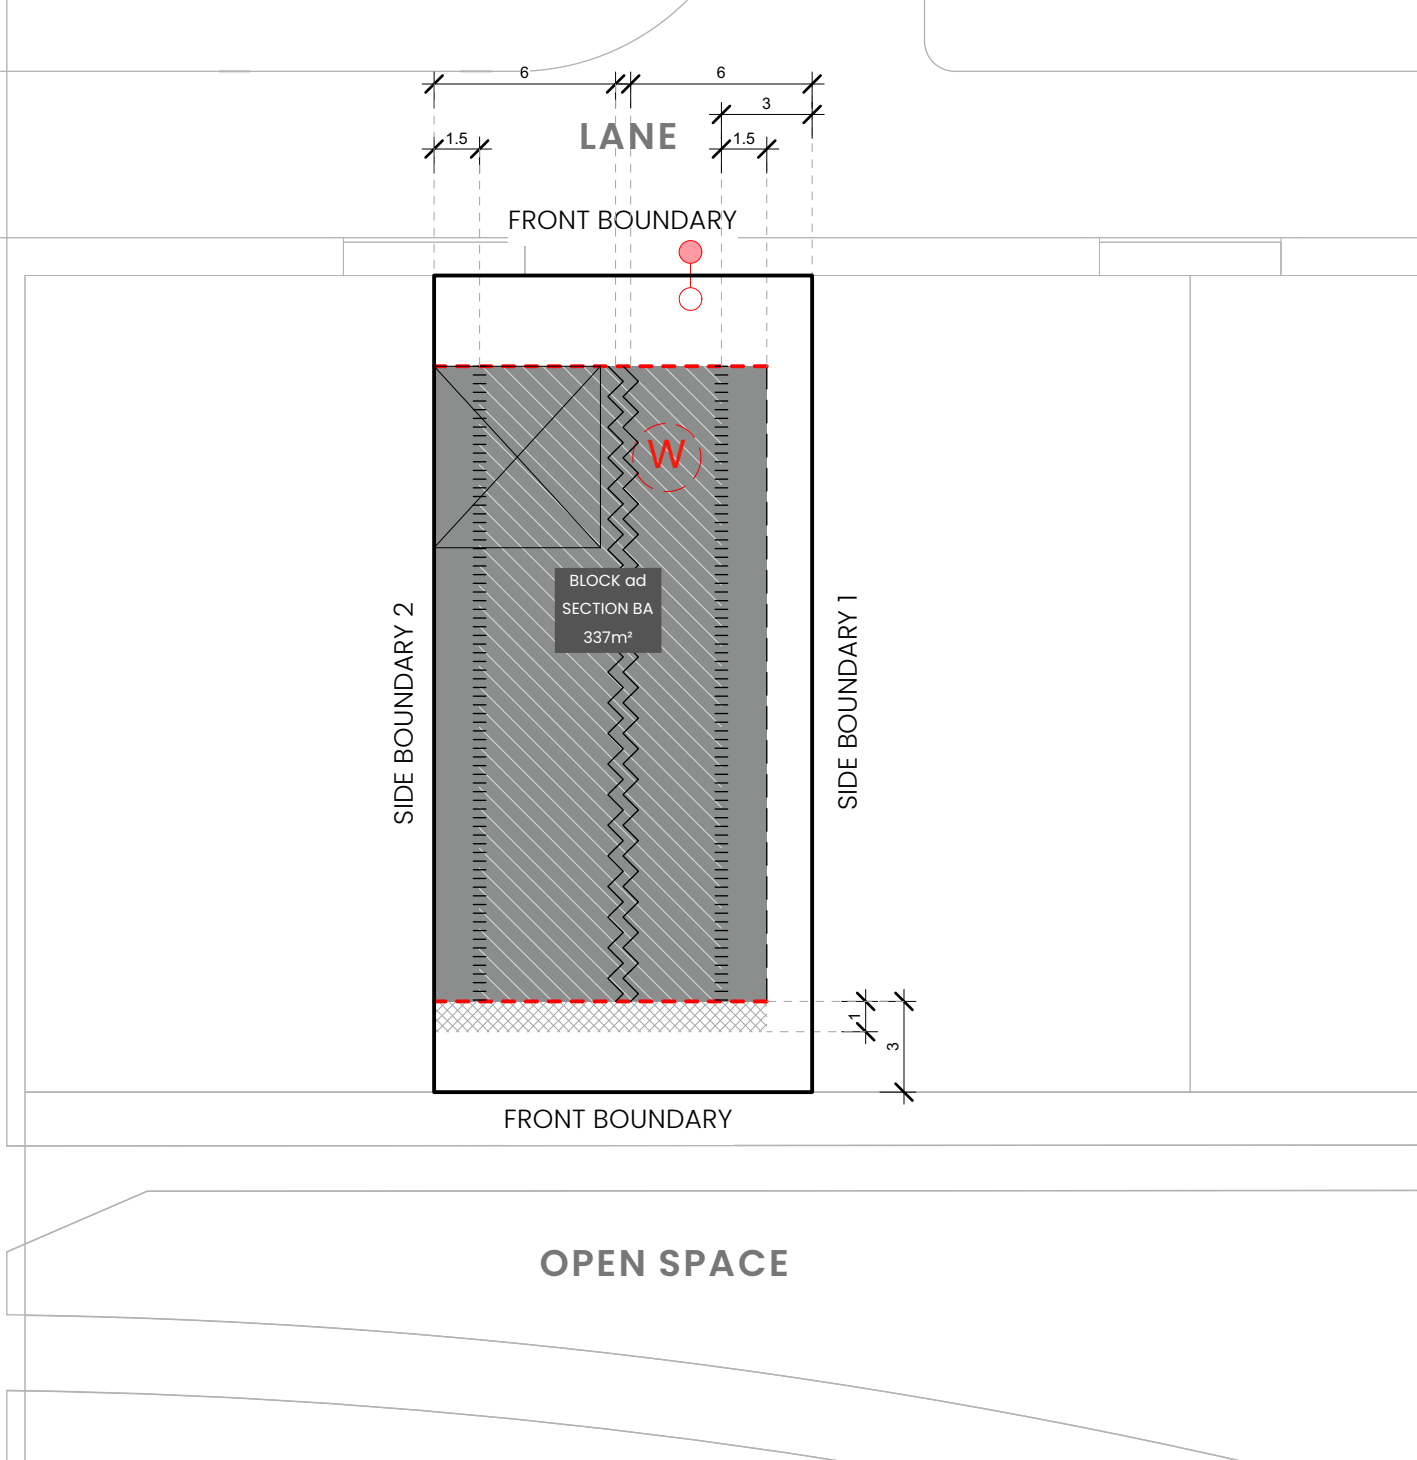 6
6
3
1.5
1.5
LANE
FRONT BOUNDARY
W
BLOCK ad
SECTION BA
337m²
SIDE BOUNDARY 2
SIDE BOUNDARY 1
1
3
FRONT BOUNDARY
OPEN SPACE